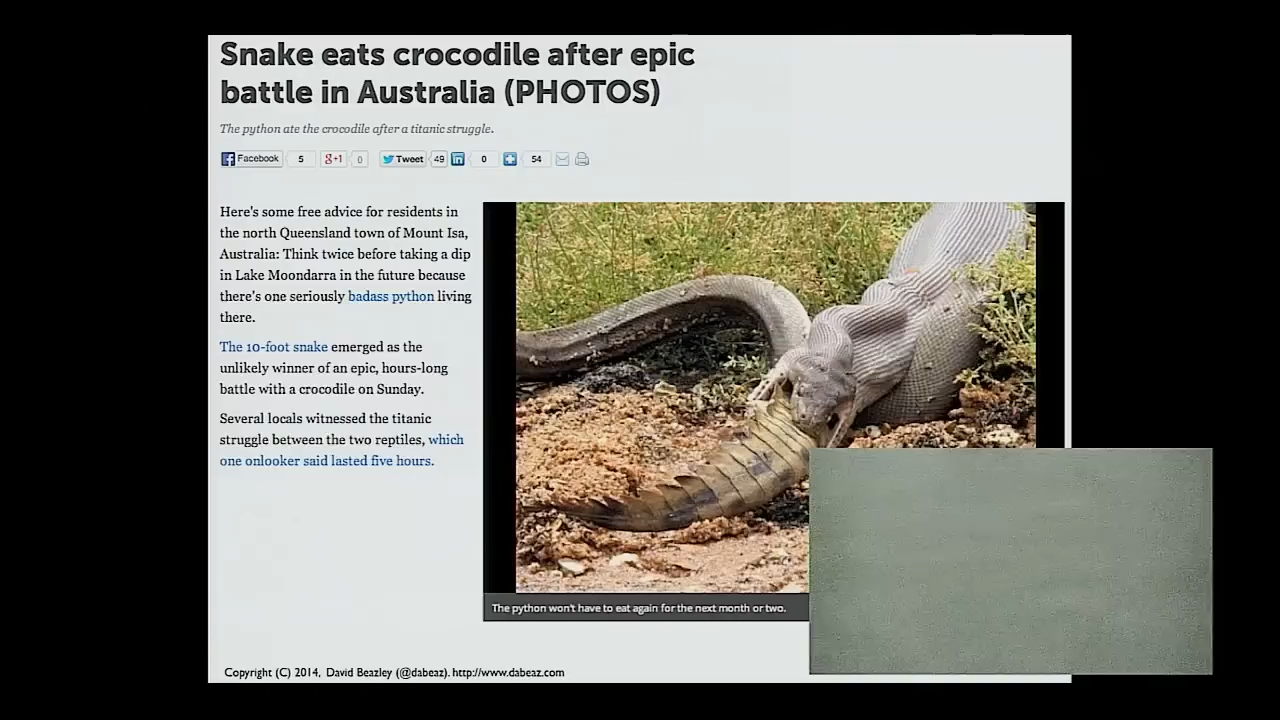 Snake eats crocodile after epic
battle in Australia (PHOTOS)
The python ate the crocodile after a titanic struggle.
Facebook 5 g+1 0 Tweet 49 0 54
Here's some free advice for residents in
the north Queensland town of Mount Isa,
Australia: Think twice before taking a dip
in Lake Moondarra in the future because
there's one seriously badass python living
there.
The 10-foot snake emerged as the
unlikely winner of an epic, hours-long
battle with a crocodile on Sunday.
Several locals witnessed the titanic
struggle between the two reptiles, which
one onlooker said lasted five hours.
The python won't have to eat again for the next month or two.
Copyright (C) 2014, David Beazley (@dabeaz). http://www.dabeaz.com